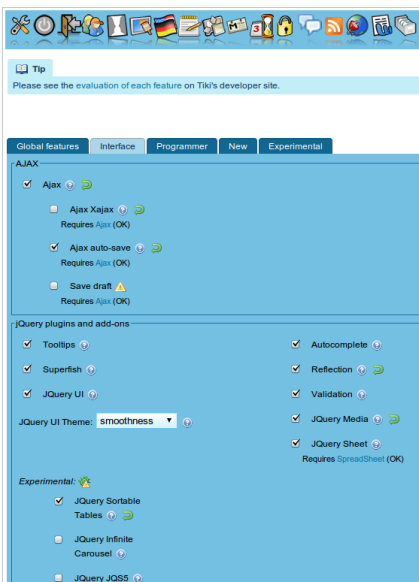 Tip
Please see the evaluation of each feature on Tiki's developer site.
Global features Interface Programmer New Experimental
AJAX
Ajax
Ajax Xajax
Requires Ajax (OK)
Ajax auto-save
Requires Ajax (OK)
Save draft
Requires Ajax (OK)
jQuery plugins and add-ons
Tooltips
Autocomplete
Superfish
Reflection
JQuery UI
Validation
JQuery UI Theme: smoothness
JQuery Media
JQuery Sheet
Requires SpreadSheet (OK)
Experimental:
JQuery Sortable
Tables
JQuery Infinite
Carousel
JQuery JQS5